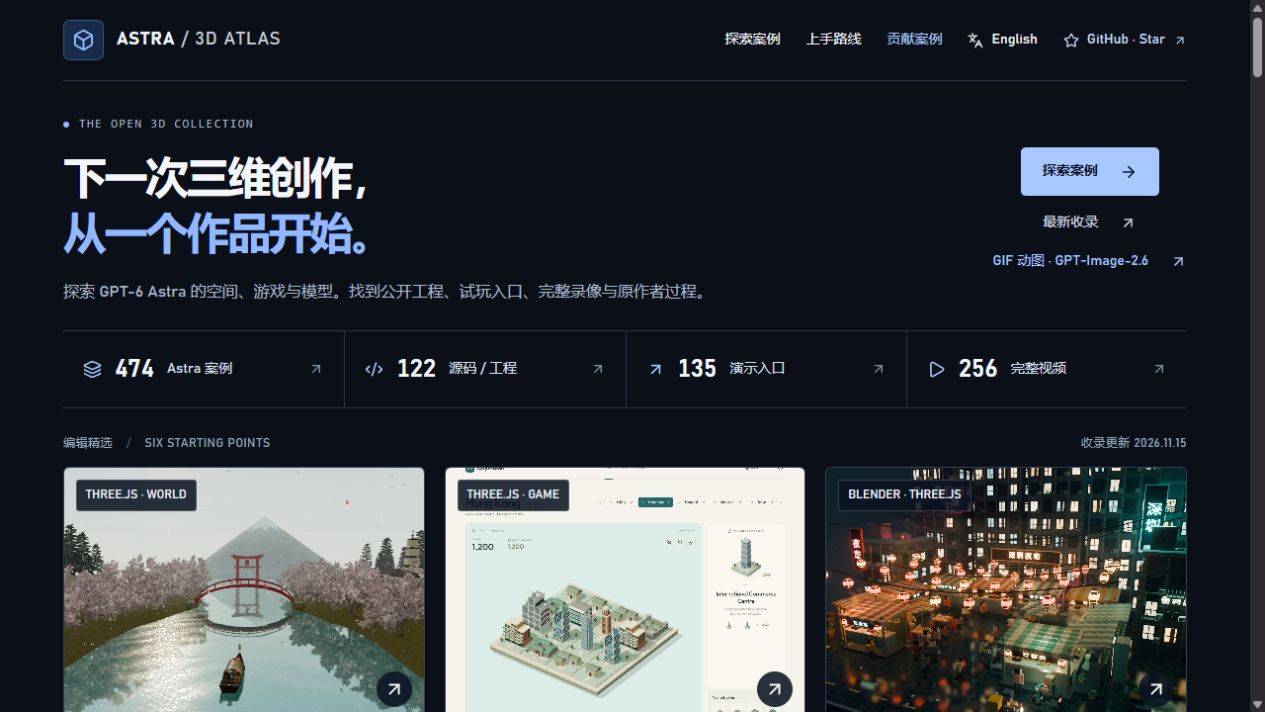 ASTRA / 3D ATLAS
探索案例
上手路线
贡献案例
English
GitHub · Star
THE OPEN 3D COLLECTION
下一次三维创作，
从一个作品开始。
探索 GPT-6 Astra 的空间、游戏与模型。找到公开工程、试玩入口、完整录像与原作者过程。
探索案例
最新收录
GIF 动图 · GPT-Image-2.6
474 Astra 案例
122 源码 / 工程
135 演示入口
256 完整视频
编辑精选 / SIX STARTING POINTS
收录更新 2026.11.15
THREE.JS · WORLD
THREE.JS · GAME
BLENDER · THREE.JS
Hong Kong
1,200
1,200
International Commerce
Centre